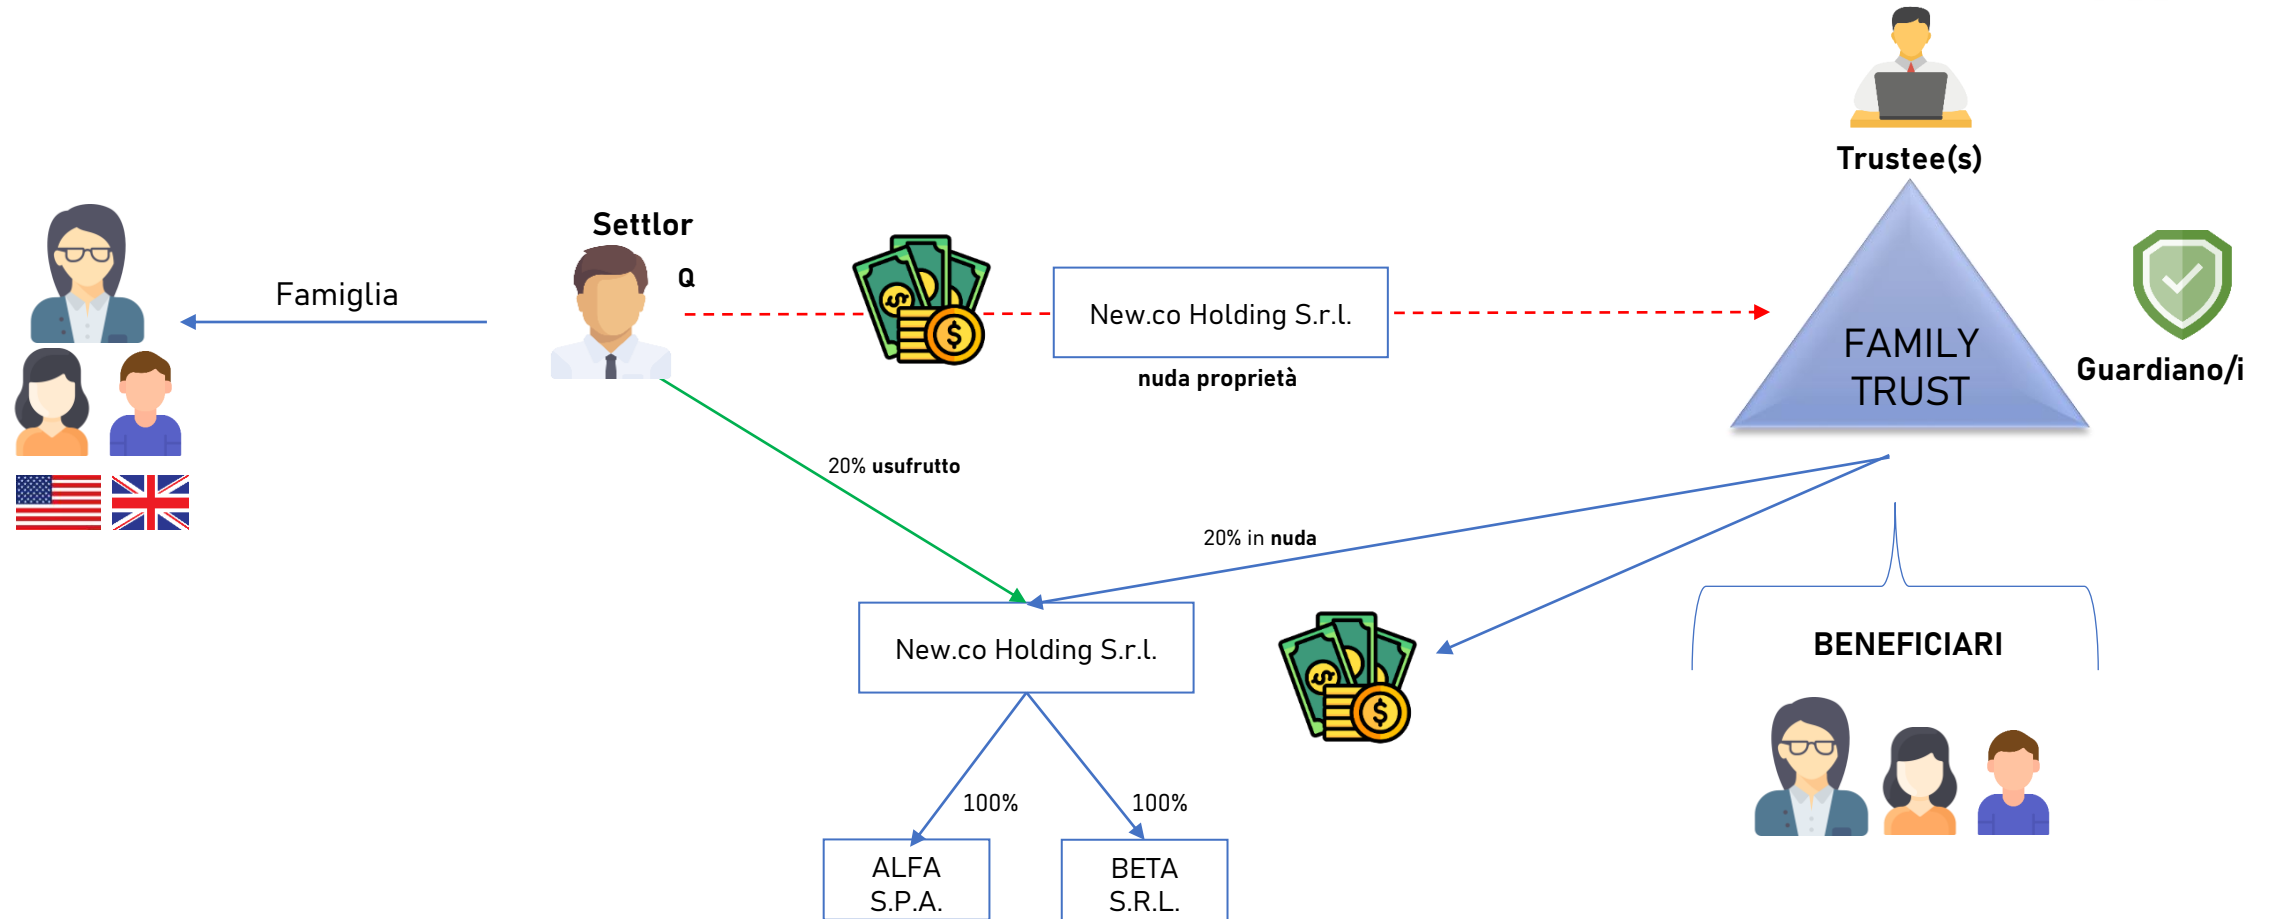 Trustee(s)
Settlor
Q
Famiglia
New.co Holding S.r.l.
nuda proprietà
FAMILY
TRUST
Guardiano/i
20% usufrutto
20% in nuda
New.co Holding S.r.l.
BENEFICIARI
100%
100%
ALFA
S.P.A.
BETA
S.R.L.